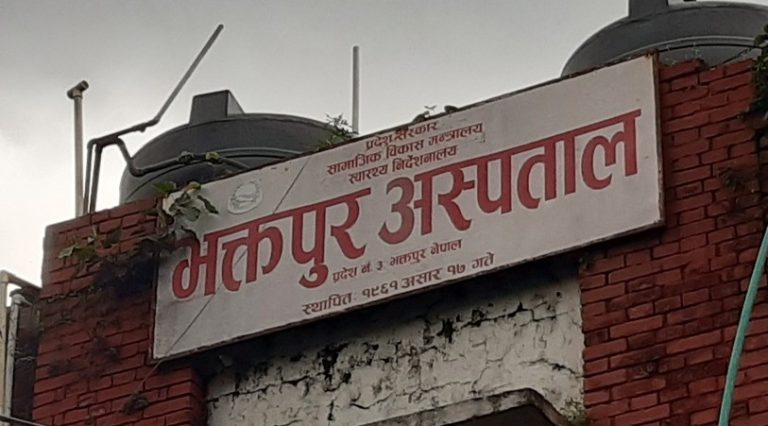 प्रदेश सरकार
सामाजिक विकास मन्त्रालय
स्वास्थ्य निर्देशनालय
भक्तपुर अस्पताल
प्रदेश नं. ३ भक्तपुर नेपाल
स्थापित: १९६१ असार १७ गते